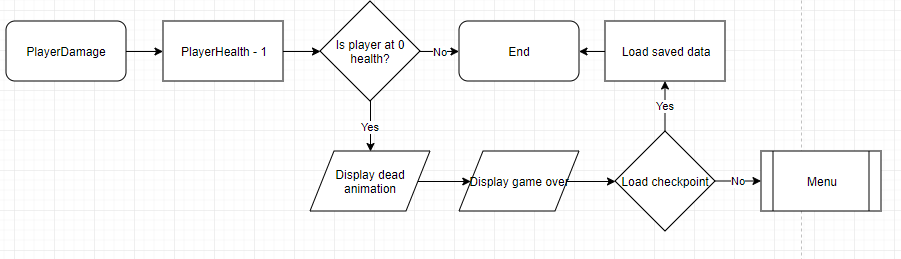 PlayerDamage
PlayerHealth - 1
Is player at 0
health?
No
End
Load saved data
Yes
Yes
Display dead
animation
Display game over
Load checkpoint
No
Menu